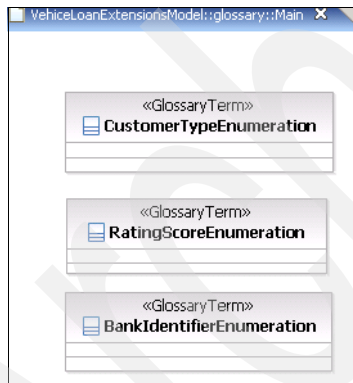 VehiceLoanExtensionsModel::glossary::Main
«GlossaryTerm»
CustomerTypeEnumeration
«GlossaryTerm»
RatingScoreEnumeration
«GlossaryTerm»
BankIdentifierEnumeration